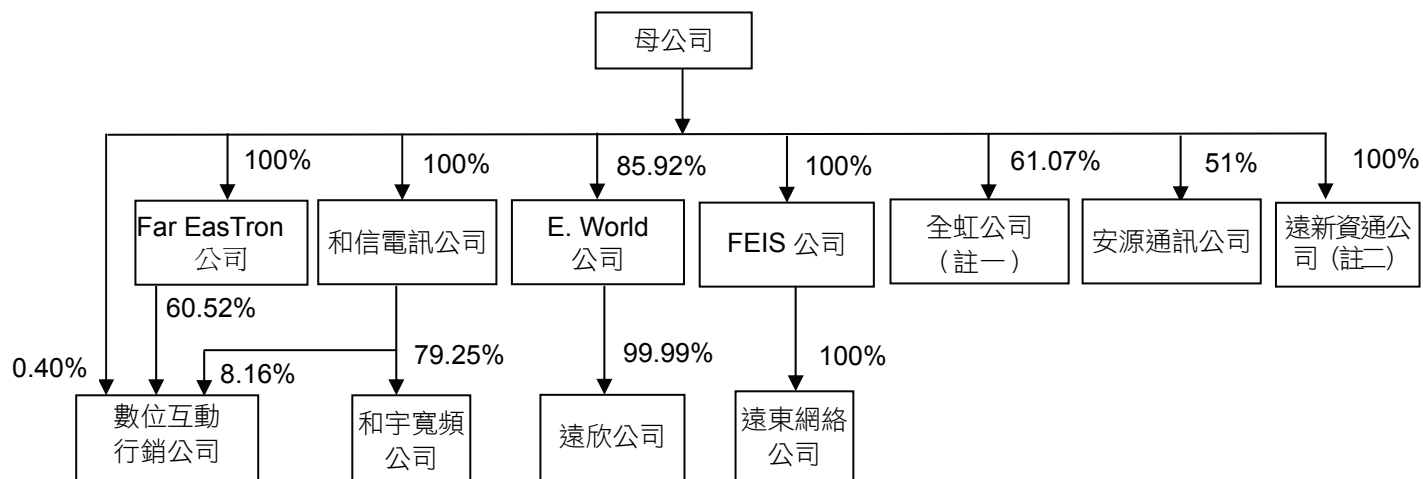 母公司
100%
100%
85.92%
100%
61.07%
51%
100%
Far EasTron
公司
和信電訊公司
E. World
公司
FEIS 公司
全虹公司
（註一）
安源通訊公司
遠新資通公
司（註二）
60.52%
0.40%
8.16%
79.25%
99.99%
100%
數位互動
行銷公司
和宇寬頻
公司
遠欣公司
遠東網絡
公司